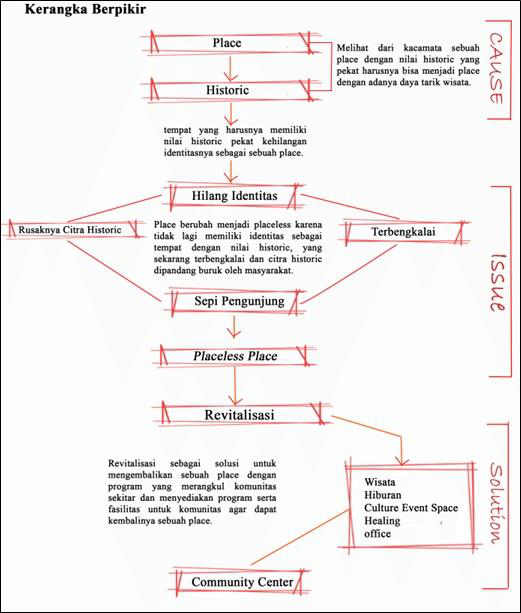 Kerangka Berpikir
Place
Melihat dari kacamata sebuah
place dengan nilai historic yang
pekat harusnya bisa menjadi place
dengan adanya daya tarik wisata.
CAUSE
Historic
tempat yang harusnya memiliki
nilai historic pekat kehilangan
identitasnya sebagai sebuah place.
Hilang Identitas
Rusaknya Citra Historic
Place berubah menjadi placeless karena
tidak lagi memiliki identitas sebagai
tempat dengan nilai historic, yang
sekarang terbengkalai dan citra historic
dipandang buruk oleh masyarakat.
Terbengkalai
ISSUE
Sepi Pengunjung
Placeless Place
Revitalisasi
Revitalisasi sebagai solusi untuk
mengembalikan sebuah place dengan
program yang merangkul komunitas
sekitar dan menyediakan program serta
fasilitas untuk komunitas agar dapat
kembalinya sebuah place.
Wisata
Hiburan
Culture Event Space
Healing
office
Solution
Community Center